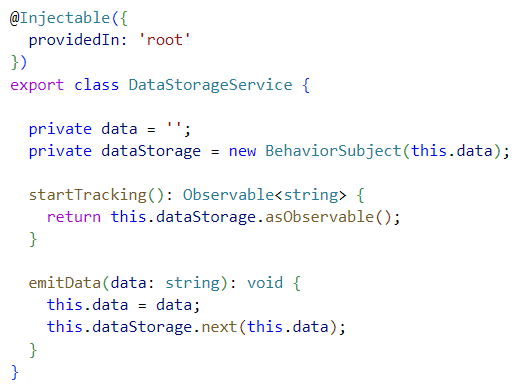 @Injectable({
  providedIn: 'root'
})
export class DataStorageService {

  private data = '';
  private dataStorage = new BehaviorSubject(this.data);

  startTracking(): Observable<string> {
    return this.dataStorage.asObservable();
  }

  emitData(data: string): void {
    this.data = data;
    this.dataStorage.next(this.data);
  }
}